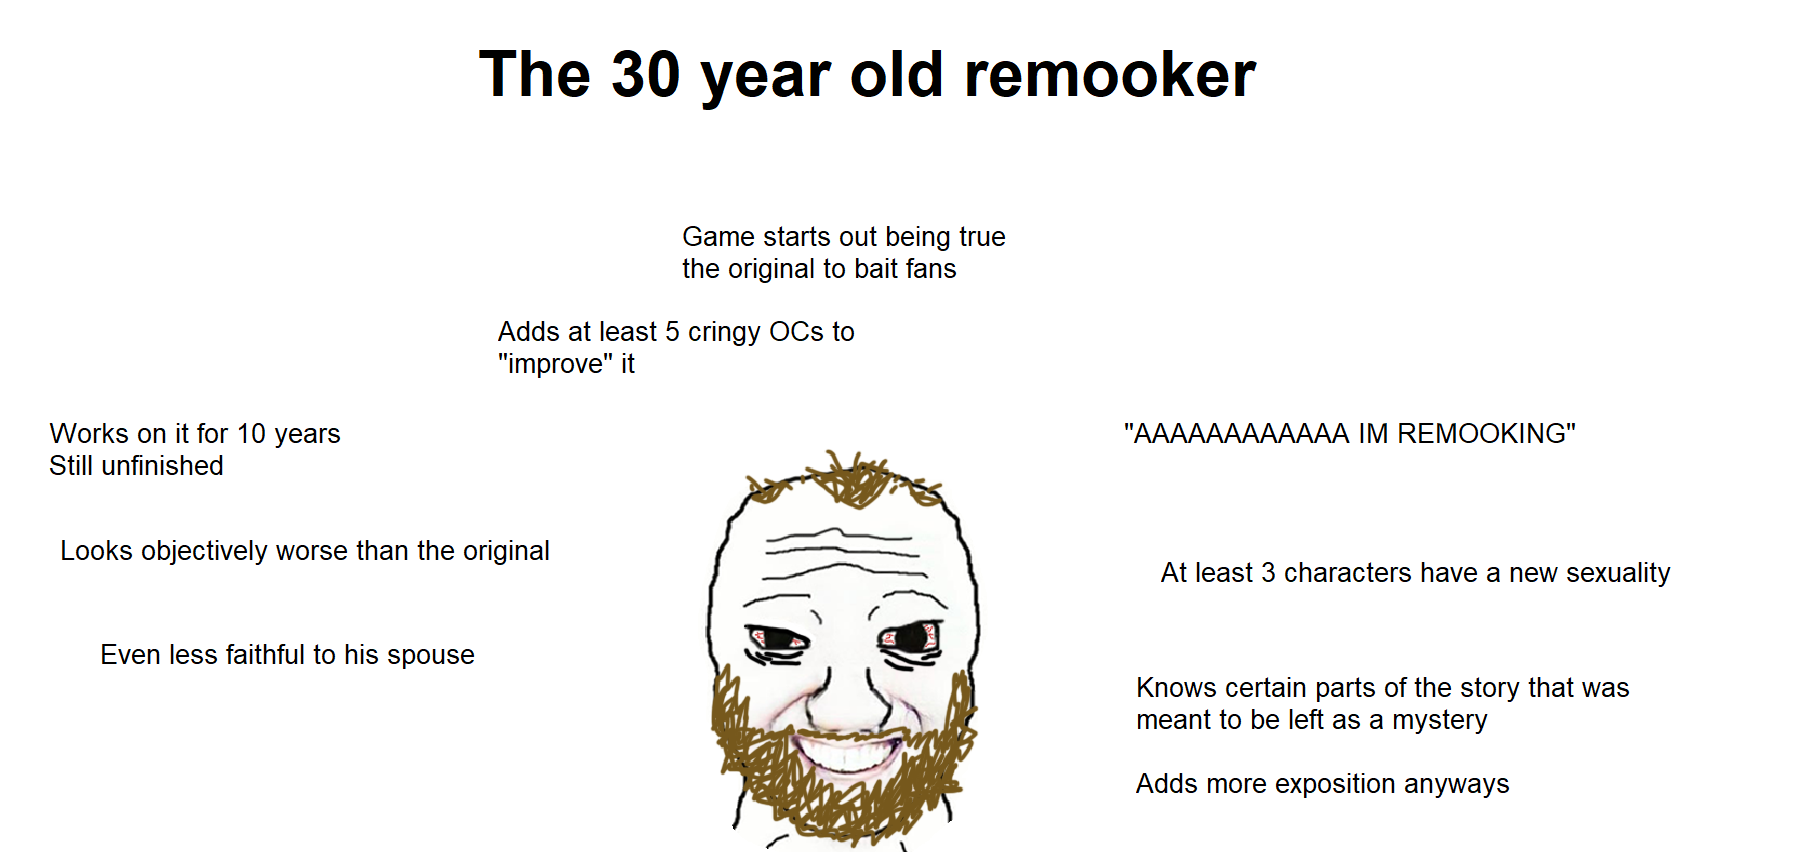 The 30 year old remooker
Game starts out being true
the original to bait fans
Adds at least 5 cringy OCs to
"improve" it
Works on it for 10 years
Still unfinished
"AAAAAAAAAAAA IM REMOOKING"
Looks objectively worse than the original
At least 3 characters have a new sexuality
Even less faithful to his spouse
Knows certain parts of the story that was
meant to be left as a mystery
Adds more exposition anyways